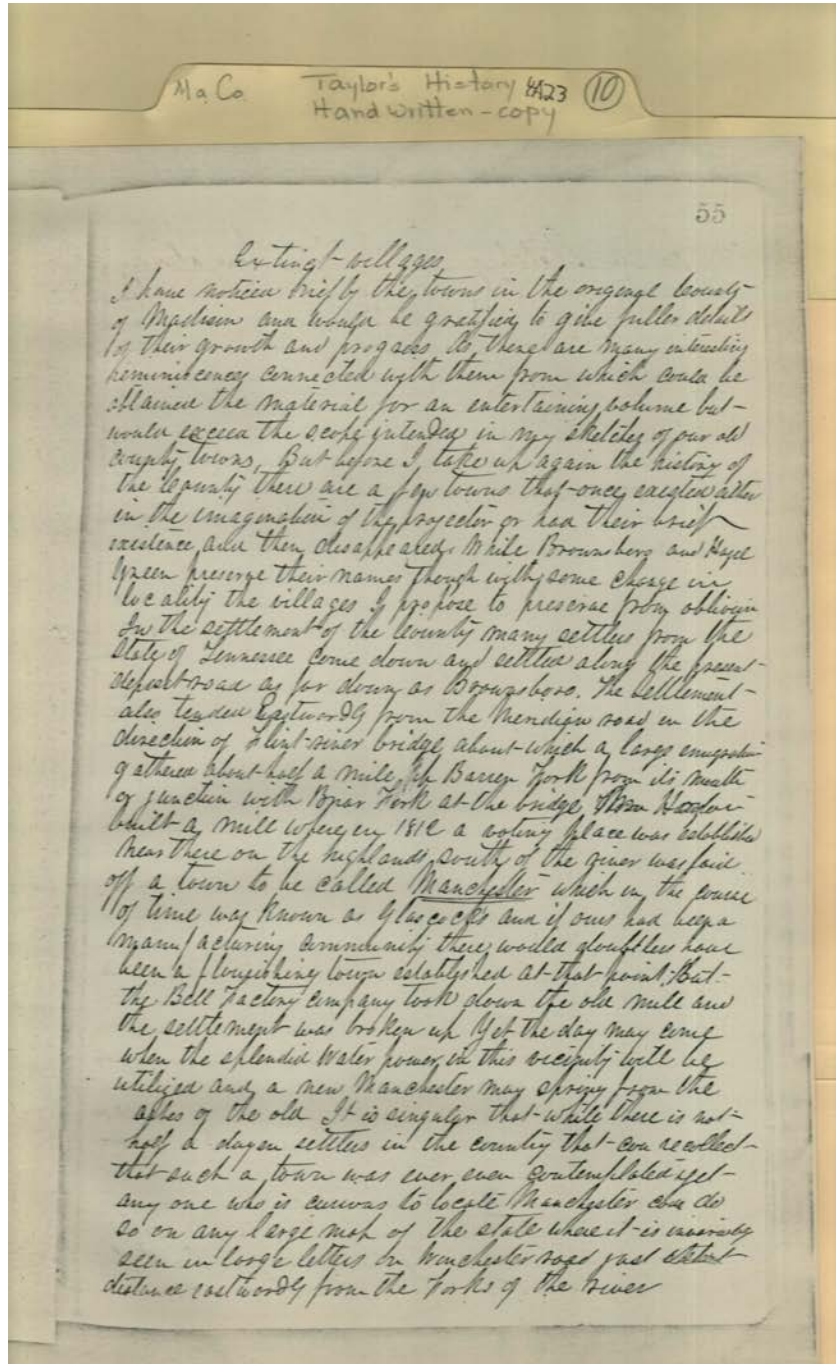 Ma Co. Taylor's History 4A23 (10)
Hand written - copy
55
Extinct villages
I have noticed briefly the towns in the original County
of Madison and would be gratified to give fuller details
of their growth and progress. As there are many interesting
reminiscences connected with them from which could be
obtained the material for an entertaining volume but
would exceed the scope intended in my sketches of our old
county towns, But before I take up again the history of
the County there are a few towns that once existed either
in the imagination of the projector or had their brief
existence and then disappeared. While Brownsboro and Hazel
Green preserve their names though with some change in
locality the villages I propose to preserve from oblivion
In the settlement of the County many settlers from the
State of Tennessee come down and settled along the present
deposit road as far down as Brownsboro. The settlement
also tended Eastwardly from the Meridian road in the
direction of Flint river bridge about which a large emigration
gathered about half a mile up Barren Fork from its mouth
or junction with Briar Fork at the bridge
built a mill where in 1812 a voting place was established
near there on the highlands south of the river was laid
off a town to be called Manchester which in the course
of time was known as Glascocks and if ours had been a
manufacturing community there would doubtless have
been a flourishing town established at that point. But
the Bell Factory company took down the old mill and
the settlement was broken up Yet the day may come
when the splendid water power in this vicinity will be
utilized and a new Manchester may spring from the
ashes of the old It is singular that while there is not
half a dozen settlers in the country that can recollect
that such a town was ever even contemplated yet
any one who is curious to locate Manchester can do
so on any large map of the state where it is invariably
seen in large letters on Winchester road just
distance eastwardly from the Forks of the river